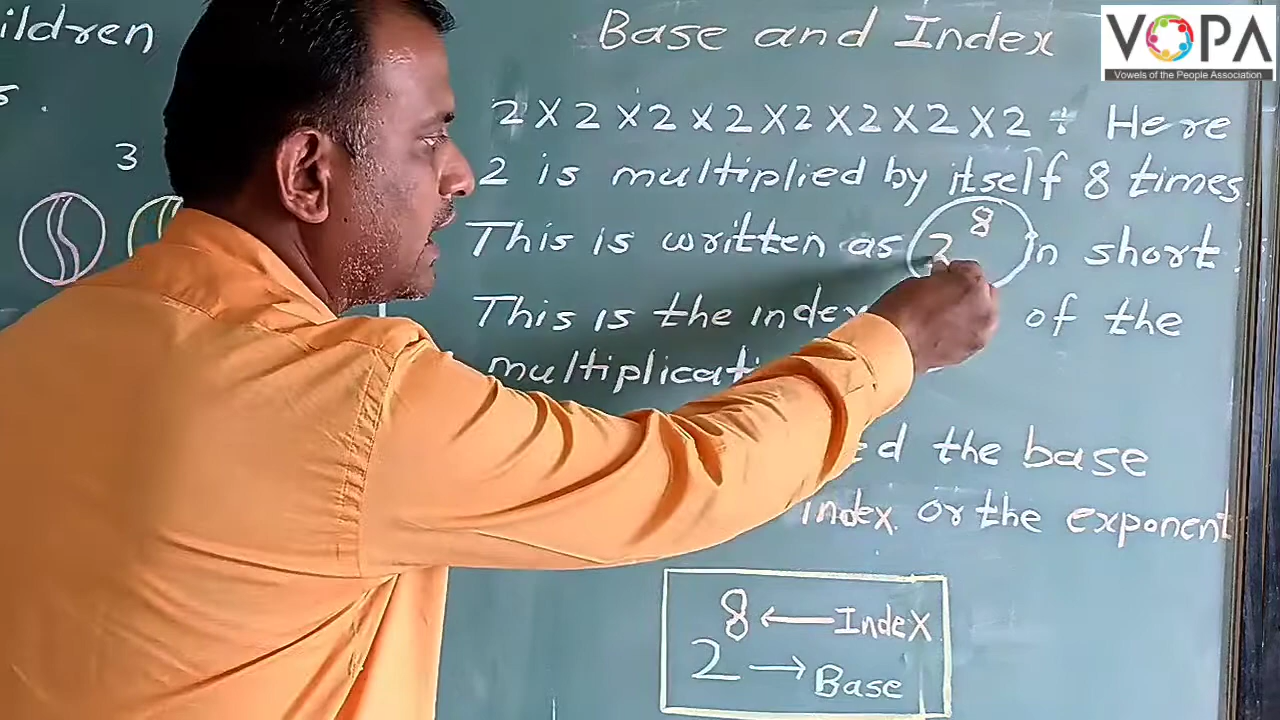 ildren
s.
3
Base and Index
VOPA
Vowels of the People Association
2 × 2 × 2 × 2 × 2 × 2 × 2 × 2 ÷ Here
2 is multiplied by itself 8 times.
This is written as 2⁸ in short.
This is the index of the
the base
index or the exponent
8 ← Index
2 → Base